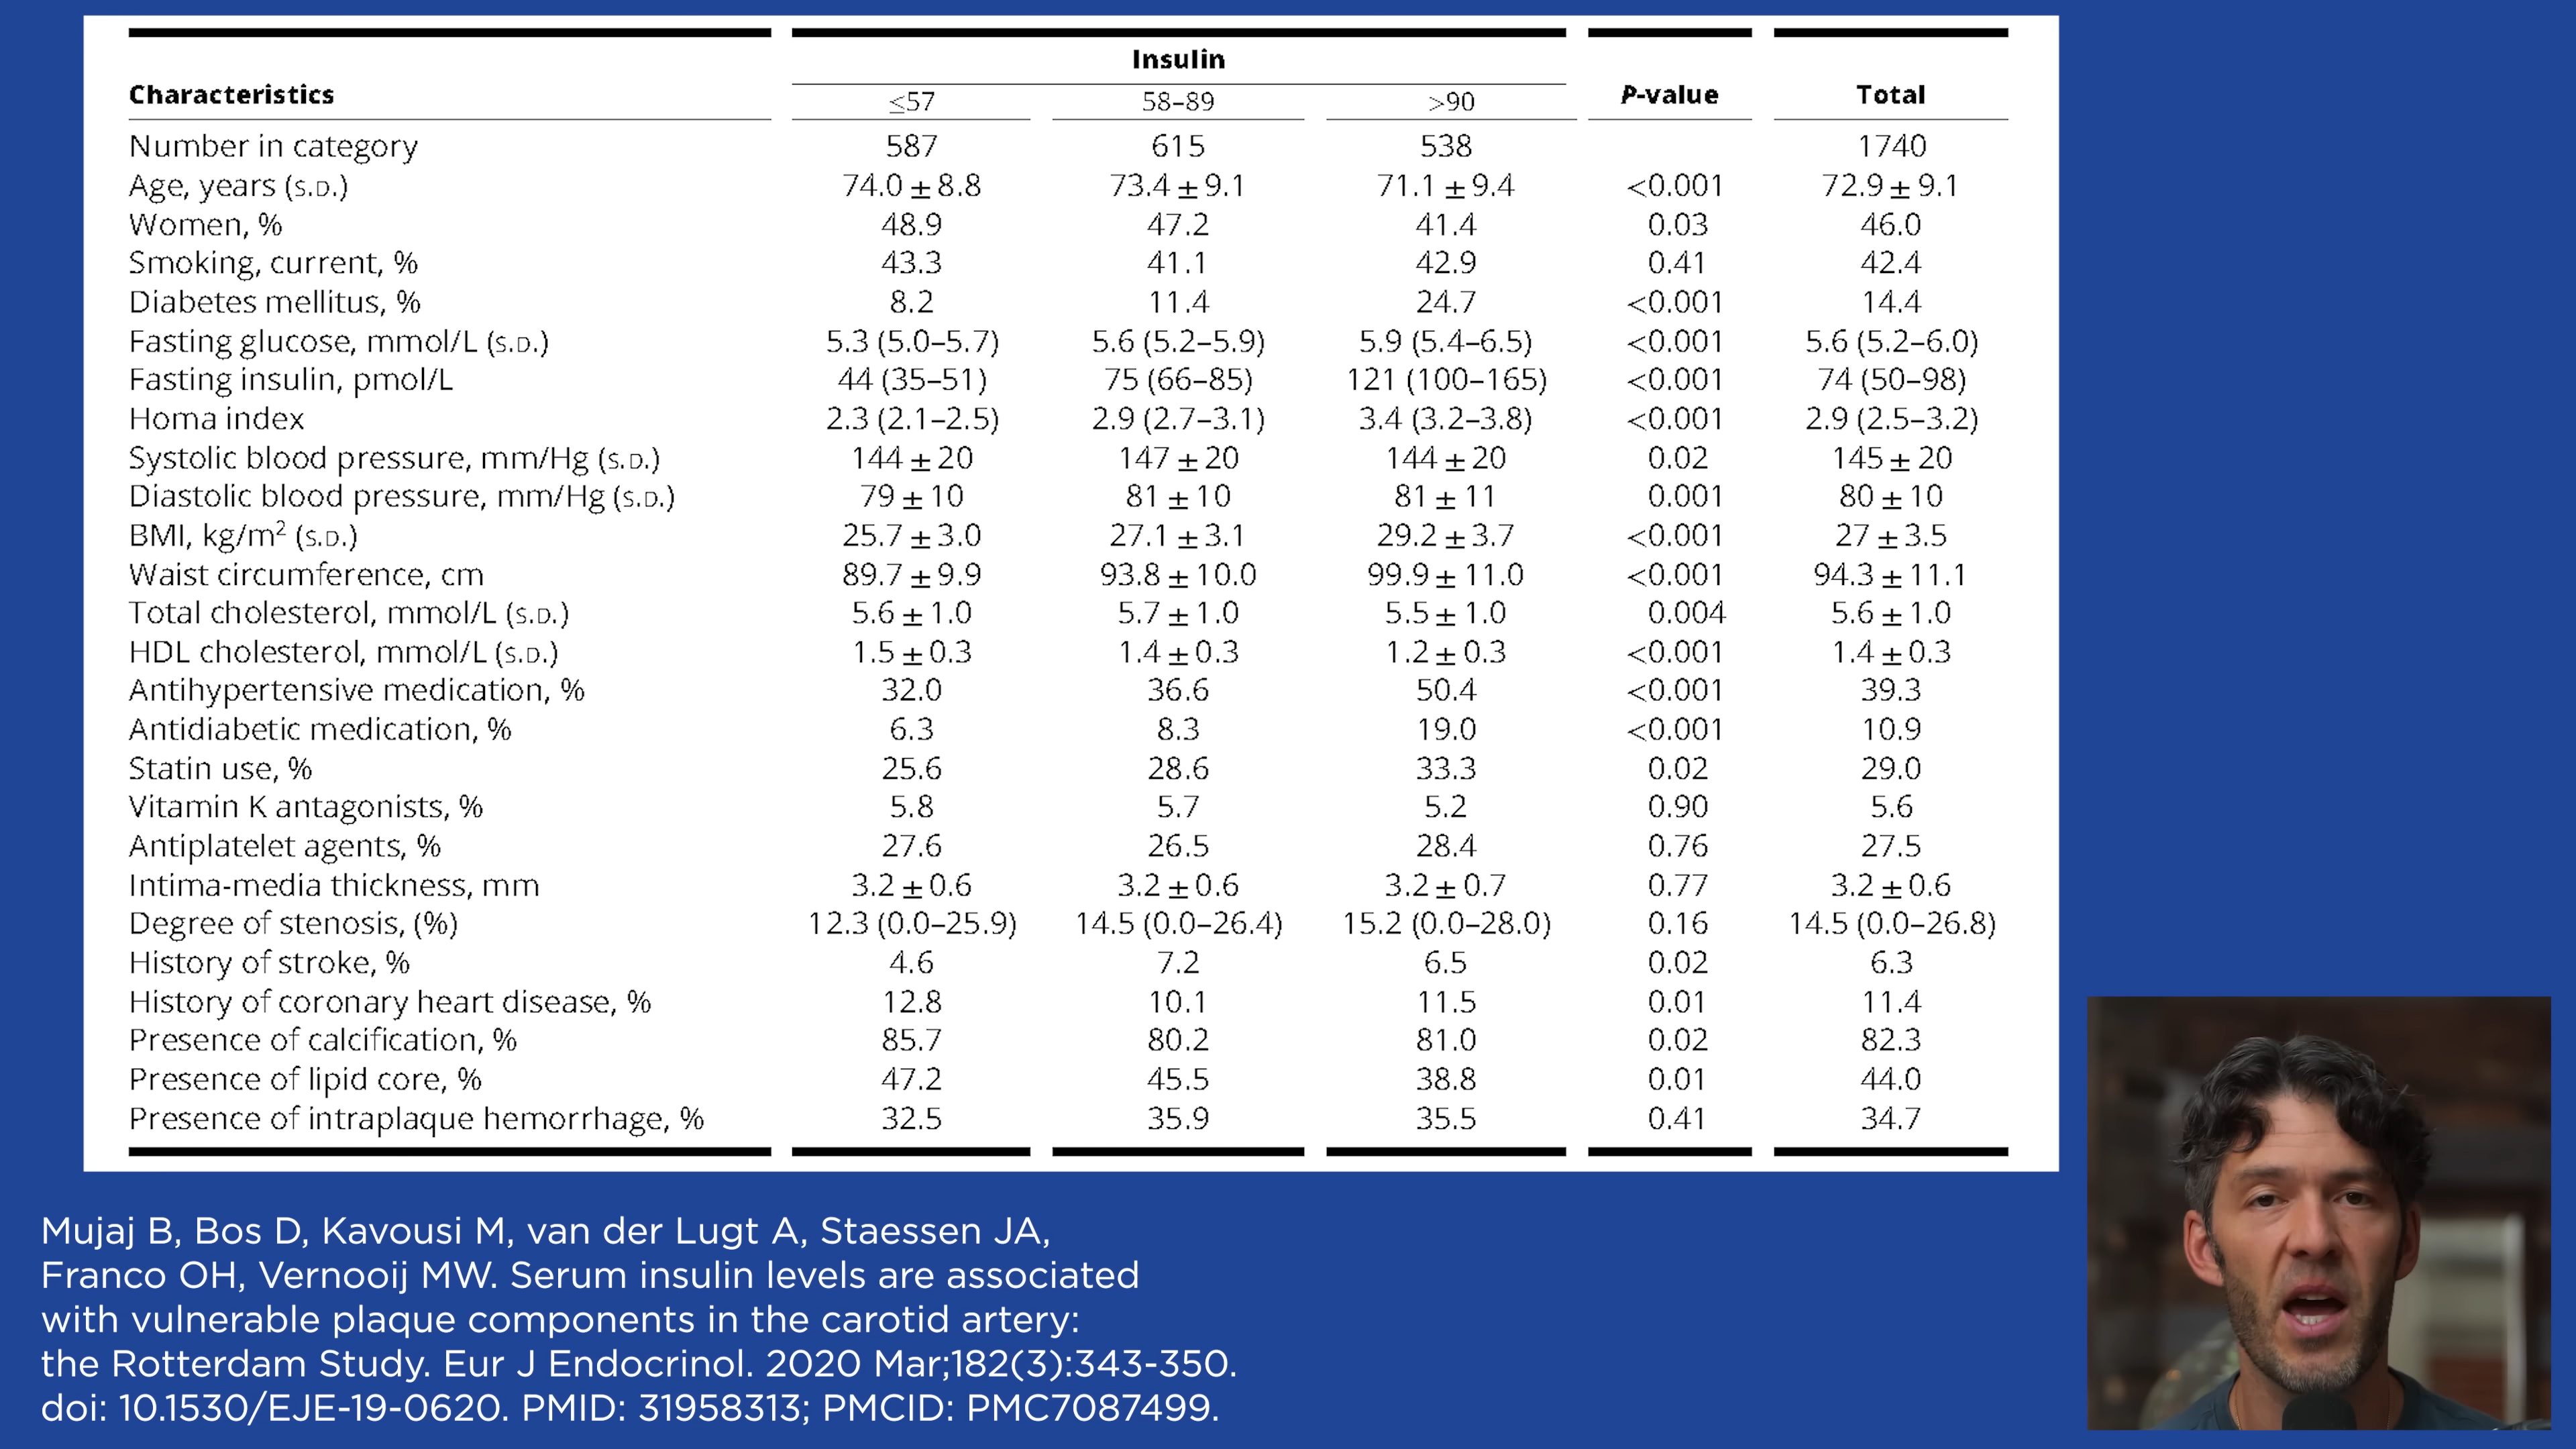 Insulin
Characteristics ≤57 58–89 >90 P-value Total
Number in category 587 615 538 1740
Age, years (S.D.) 74.0 ± 8.8 73.4 ± 9.1 71.1 ± 9.4 <0.001 72.9 ± 9.1
Women, % 48.9 47.2 41.4 0.03 46.0
Smoking, current, % 43.3 41.1 42.9 0.41 42.4
Diabetes mellitus, % 8.2 11.4 24.7 <0.001 14.4
Fasting glucose, mmol/L (S.D.) 5.3 (5.0–5.7) 5.6 (5.2–5.9) 5.9 (5.4–6.5) <0.001 5.6 (5.2–6.0)
Fasting insulin, pmol/L 44 (35–51) 75 (66–85) 121 (100–165) <0.001 74 (50–98)
Homa index 2.3 (2.1–2.5) 2.9 (2.7–3.1) 3.4 (3.2–3.8) <0.001 2.9 (2.5–3.2)
Systolic blood pressure, mm/Hg (S.D.) 144 ± 20 147 ± 20 144 ± 20 0.02 145 ± 20
Diastolic blood pressure, mm/Hg (S.D.) 79 ± 10 81 ± 10 81 ± 11 0.001 80 ± 10
BMI, kg/m² (S.D.) 25.7 ± 3.0 27.1 ± 3.1 29.2 ± 3.7 <0.001 27 ± 3.5
Waist circumference, cm 89.7 ± 9.9 93.8 ± 10.0 99.9 ± 11.0 <0.001 94.3 ± 11.1
Total cholesterol, mmol/L (S.D.) 5.6 ± 1.0 5.7 ± 1.0 5.5 ± 1.0 0.004 5.6 ± 1.0
HDL cholesterol, mmol/L (S.D.) 1.5 ± 0.3 1.4 ± 0.3 1.2 ± 0.3 <0.001 1.4 ± 0.3
Antihypertensive medication, % 32.0 36.6 50.4 <0.001 39.3
Antidiabetic medication, % 6.3 8.3 19.0 <0.001 10.9
Statin use, % 25.6 28.6 33.3 0.02 29.0
Vitamin K antagonists, % 5.8 5.7 5.2 0.90 5.6
Antiplatelet agents, % 27.6 26.5 28.4 0.76 27.5
Intima-media thickness, mm 3.2 ± 0.6 3.2 ± 0.6 3.2 ± 0.7 0.77 3.2 ± 0.6
Degree of stenosis, (%) 12.3 (0.0–25.9) 14.5 (0.0–26.4) 15.2 (0.0–28.0) 0.16 14.5 (0.0–26.8)
History of stroke, % 4.6 7.2 6.5 0.02 6.3
History of coronary heart disease, % 12.8 10.1 11.5 0.01 11.4
Presence of calcification, % 85.7 80.2 81.0 0.02 82.3
Presence of lipid core, % 47.2 45.5 38.8 0.01 44.0
Presence of intraplaque hemorrhage, % 32.5 35.9 35.5 0.41 34.7
Mujaj B, Bos D, Kavousi M, van der Lugt A, Staessen JA,
Franco OH, Vernooij MW. Serum insulin levels are associated
with vulnerable plaque components in the carotid artery:
the Rotterdam Study. Eur J Endocrinol. 2020 Mar;182(3):343-350.
doi: 10.1530/EJE-19-0620. PMID: 31958313; PMCID: PMC7087499.